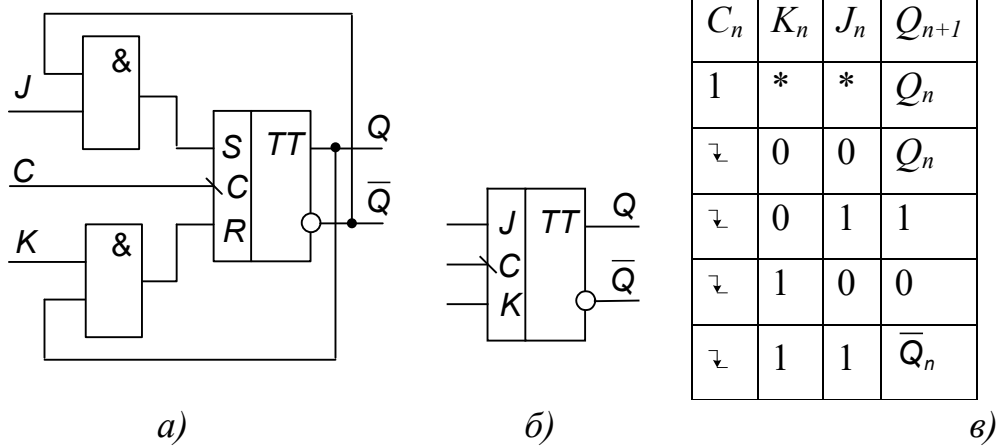 &
J
S
TT
Q
C
C
Q̅
R
K
&
а)
J
TT
Q
C
Q̅
K
б)
Cₙ Kₙ Jₙ Qₙ₊₁
1 * * Qₙ
0 0 Qₙ
0 1 1
1 0 0
1 1 Q̅ₙ
в)